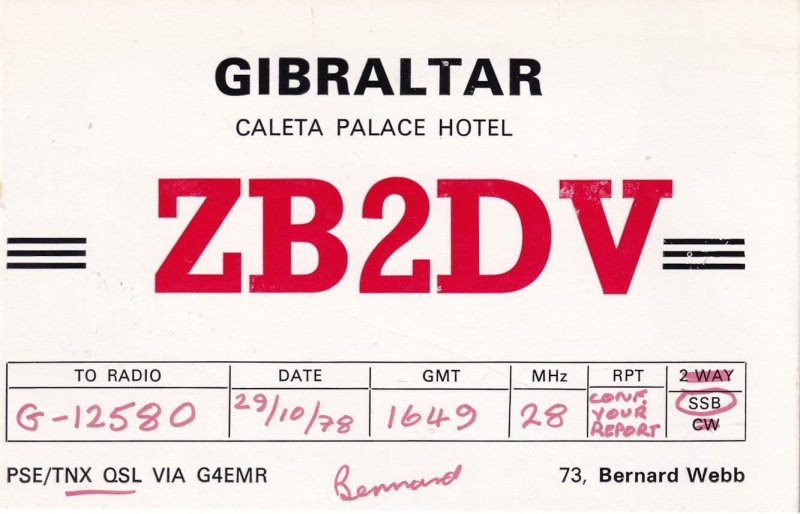 GIBRALTAR
CALETA PALACE HOTEL
ZB2DV
TO RADIO DATE GMT MHz RPT 2 WAY
G-12580 29/10/78 1649 28 CONF. YOUR REPORT SSB CW
PSE/TNX QSL VIA G4EMR Bernard 73, Bernard Webb